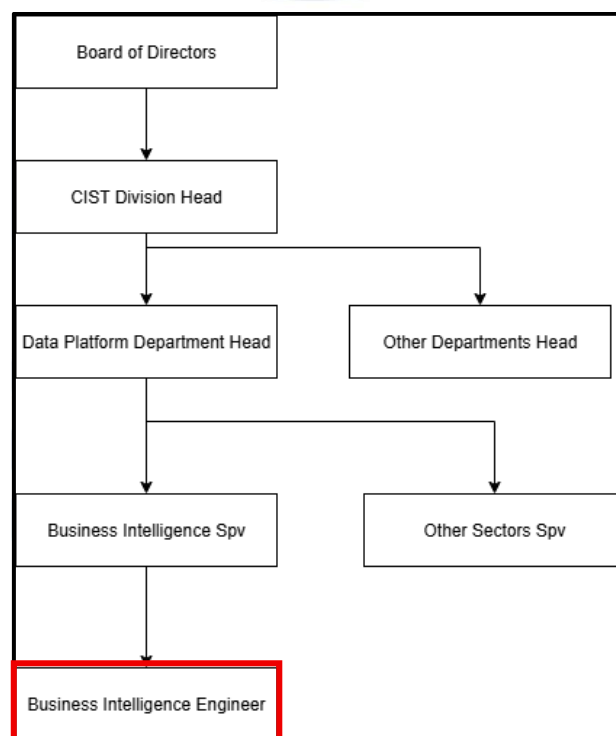 Board of Directors
CIST Division Head
Data Platform Department Head
Other Departments Head
Business Intelligence Spv
Other Sectors Spv
Business Intelligence Engineer